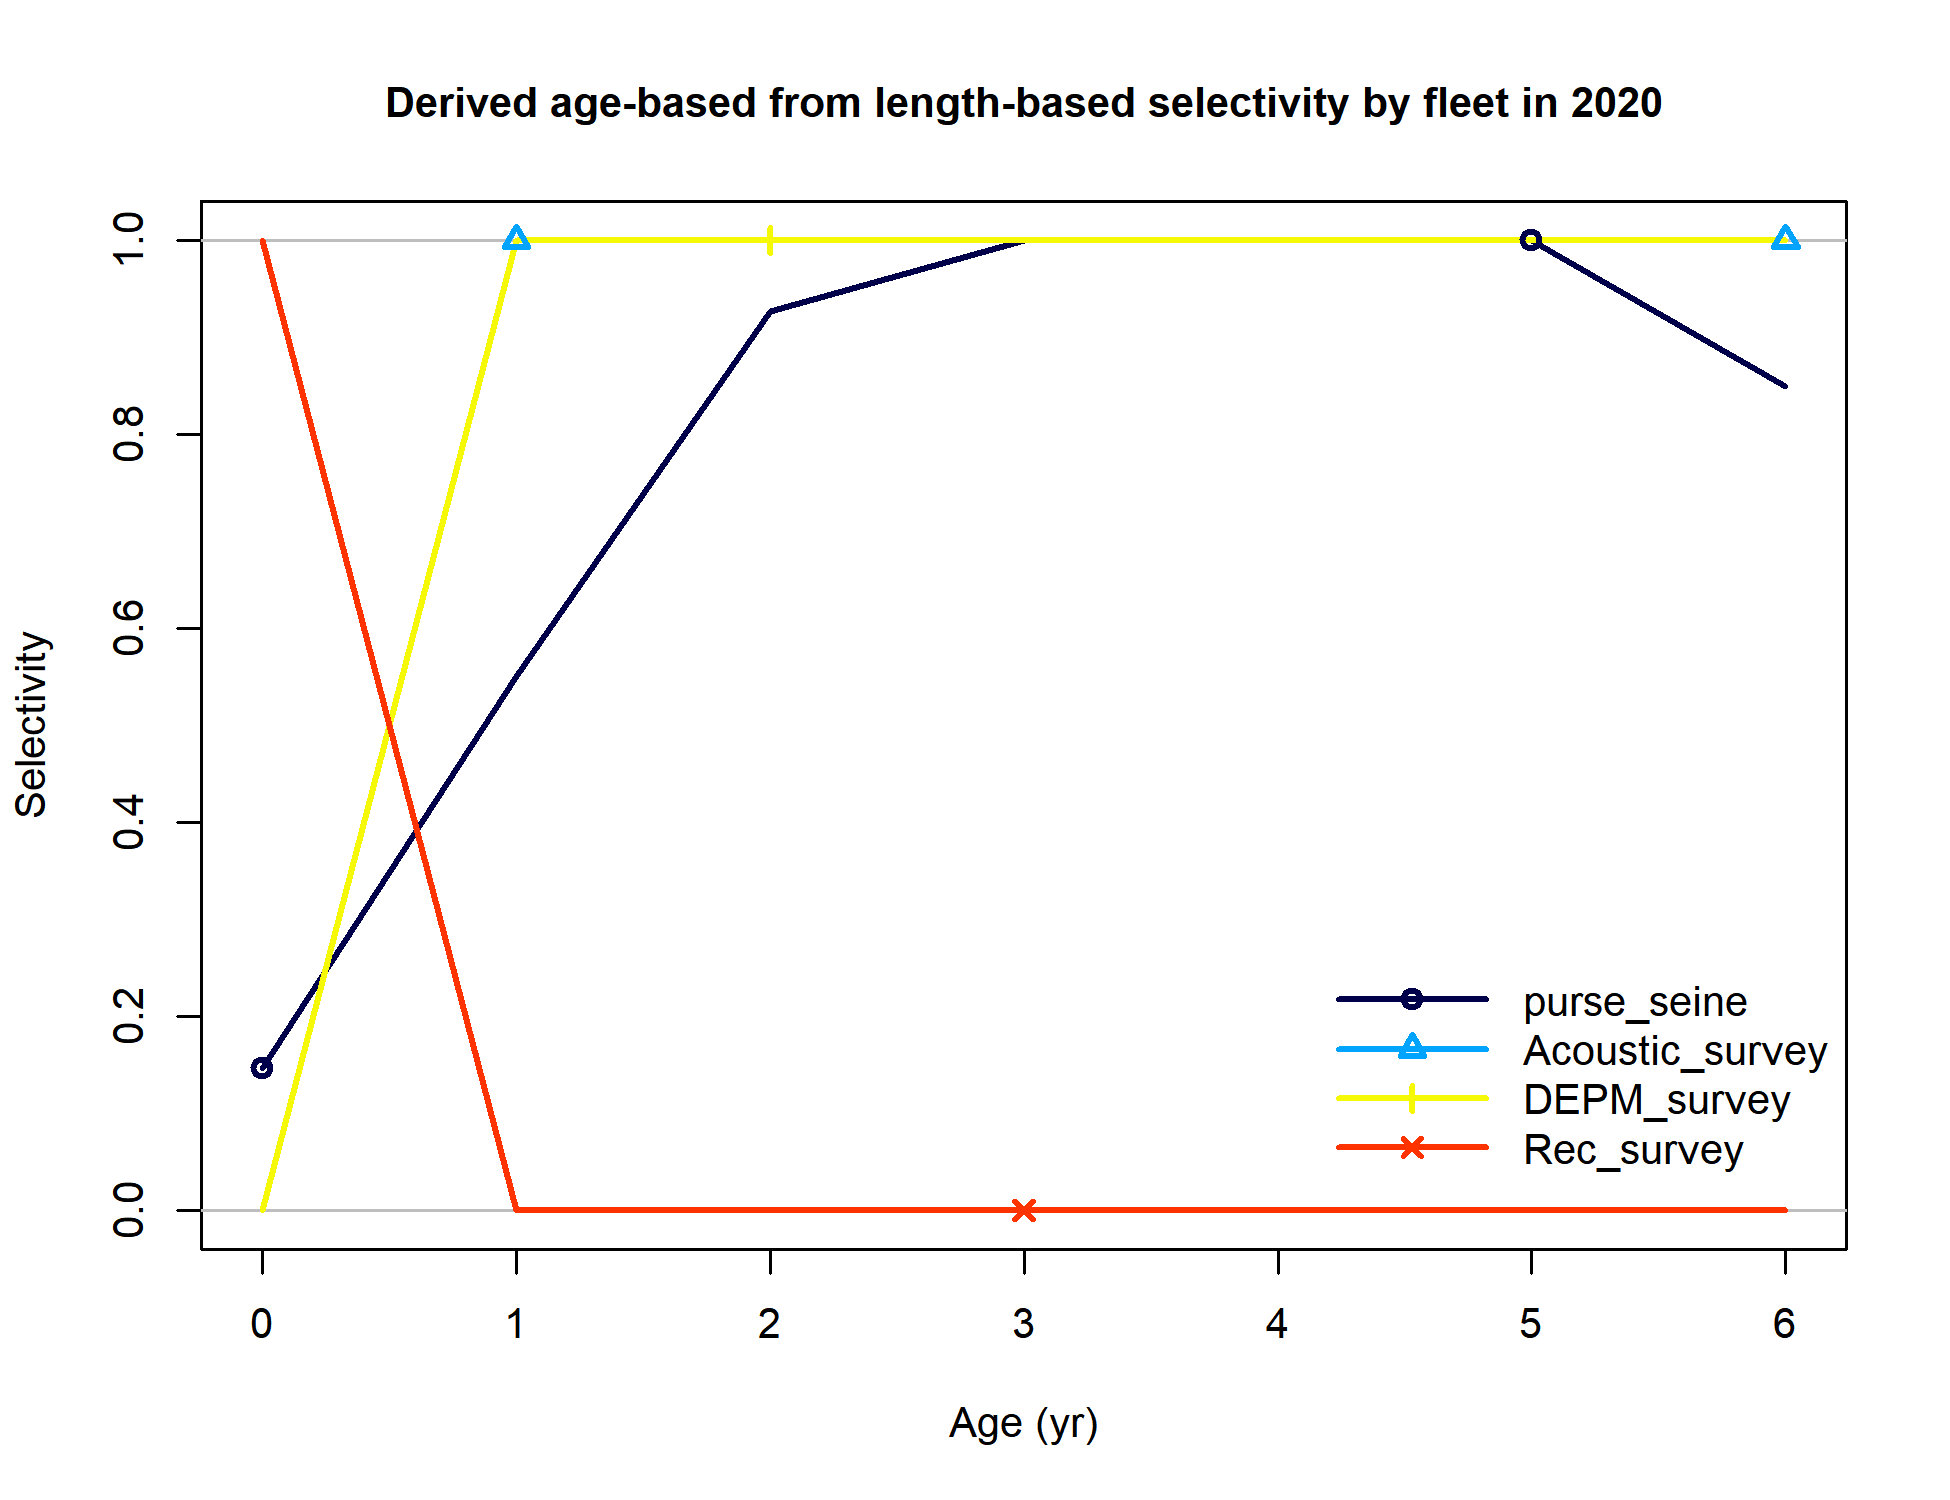 Derived age-based from length-based selectivity by fleet in 2020
Selectivity
1.0
0.8
0.6
0.4
0.2
0.0
purse_seine
Acoustic_survey
DEPM_survey
Rec_survey
0 1 2 3 4 5 6
Age (yr)